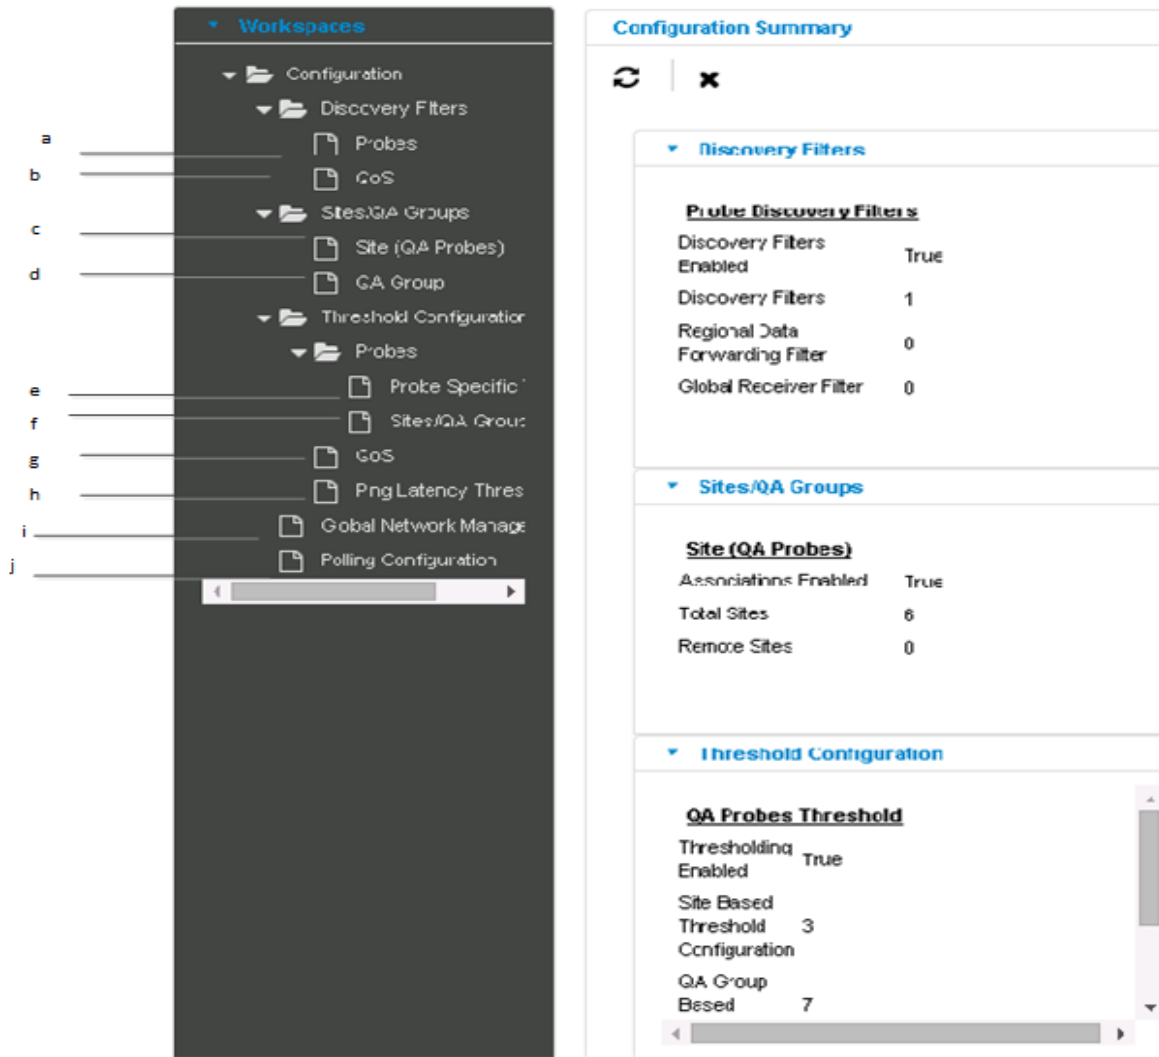 Workspaces
Configuration
Discovery Filters
a
Probes
b
QoS
Sites/QA Groups
c
Site (QA Probes)
d
QA Group
Threshold Configuration
Probes
e
Probe Specific
f
Sites/QA Group
g
QoS
h
Ping Latency Thres
i
Global Network Manage
j
Polling Configuration
Configuration Summary
Discovery Filters
Probe Discovery Filters
Discovery Filters Enabled True
Discovery Filters 1
Regional Data Forwarding Filter 0
Global Receiver Filter 0
Sites/QA Groups
Site (QA Probes)
Associations Enabled True
Total Sites 6
Remote Sites 0
Threshold Configuration
QA Probes Threshold
Thresholding Enabled True
Site Based Threshold Configuration 3
QA Group Based 7